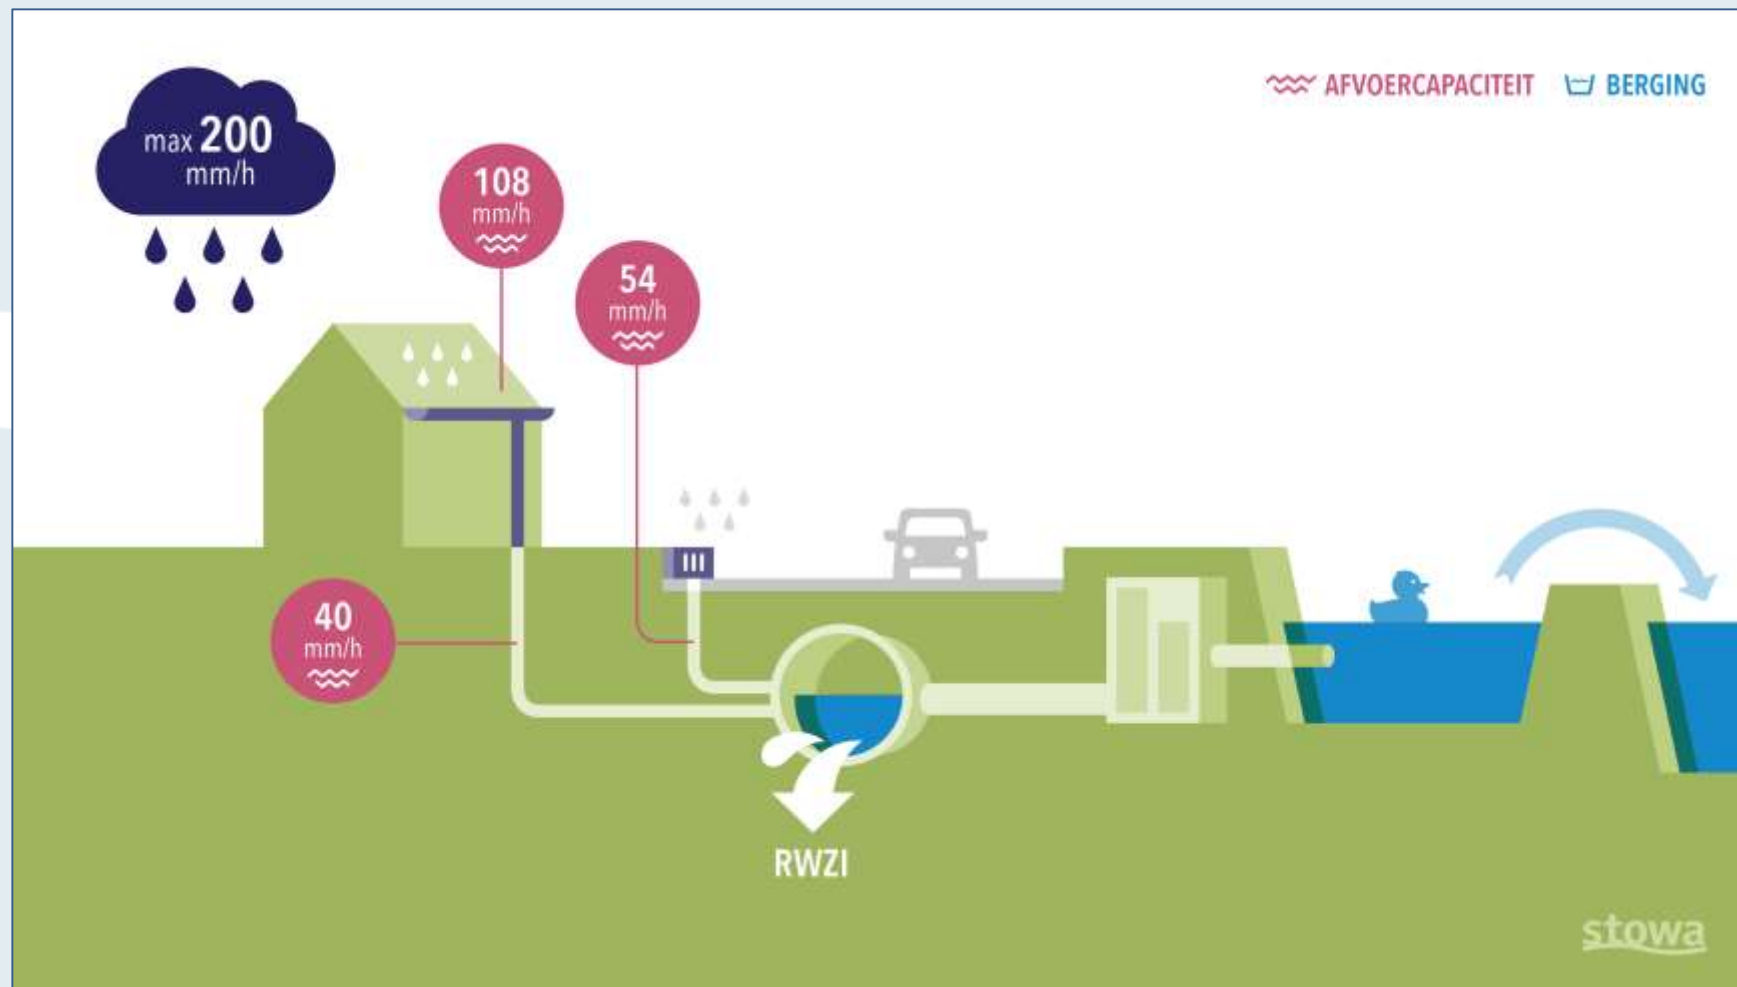 max 200
mm/h
AFVOERCAPACITEIT
BERGING
108
mm/h
54
mm/h
40
mm/h
RWZI
stowa